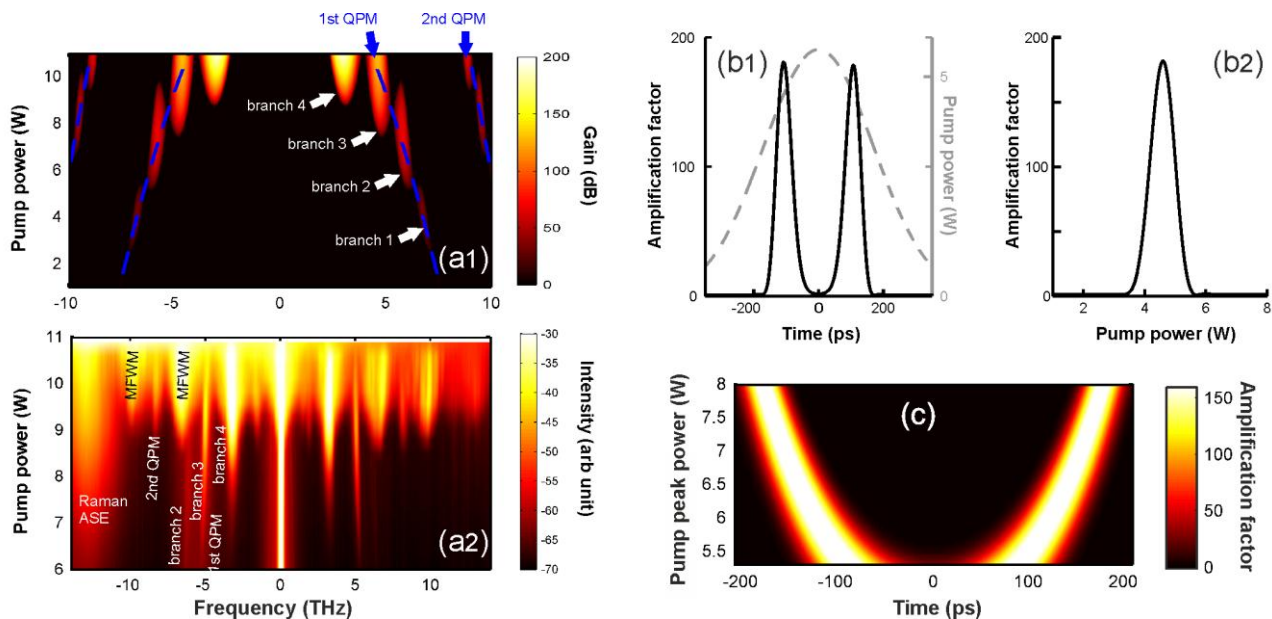 1st QPM
2nd QPM
Pump power (W)
10
8
6
4
2
branch 4
branch 3
branch 2
branch 1
(a1)
-10
-5
0
5
10
200
150
100
50
0
Gain (dB)
Pump power (W)
11
10
9
8
7
6
MFWM
MFWM
2nd QPM
branch 2
branch 3
1st QPM
branch 4
Raman
ASE
(a2)
-10
-5
0
5
10
Frequency (THz)
-30
-35
-40
-45
-50
-55
-60
-65
-70
Intensity (arb unit)
(b1)
Amplification factor
200
100
0
-200
0
200
Time (ps)
5
0
Pump power (W)
(b2)
Amplification factor
200
100
0
2
4
6
8
Pump power (W)
(c)
Pump peak power (W)
8
7.5
7
6.5
6
5.5
-200
-100
0
100
200
Time (ps)
150
100
50
0
Amplification factor